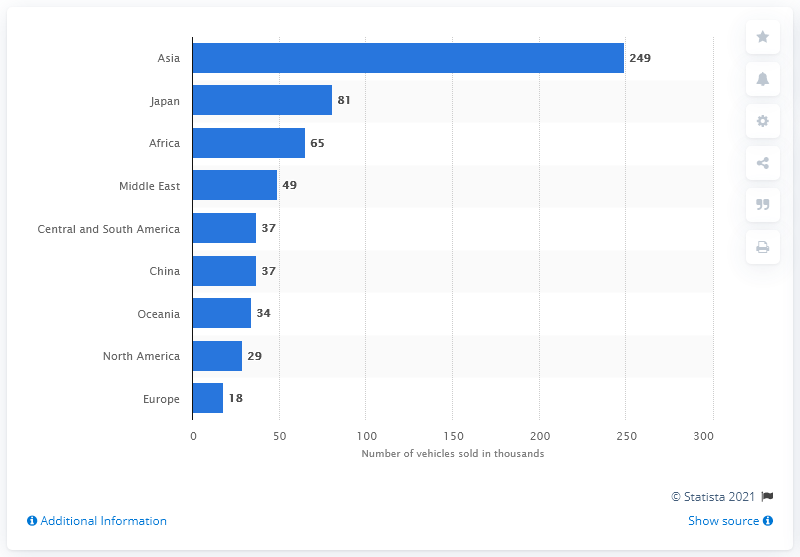 Asia 249
Japan 81
Africa 65
Middle East 49
Central and South America 37
China 37
Oceania 34
North America 29
Europe 18
0 50 100 150 200 250 300
Number of vehicles sold in thousands
© Statista 2021
Additional Information Show source